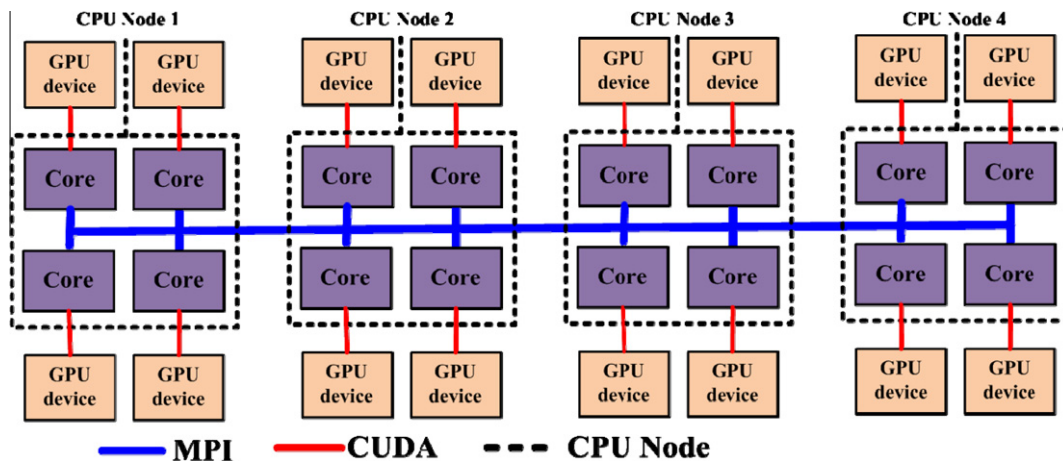 CPU Node 1 CPU Node 2 CPU Node 3 CPU Node 4
GPU device GPU device GPU device GPU device GPU device GPU device GPU device GPU device
Core Core Core Core Core Core Core Core
Core Core Core Core Core Core Core Core
GPU device GPU device GPU device GPU device GPU device GPU device GPU device GPU device
MPI CUDA CPU Node